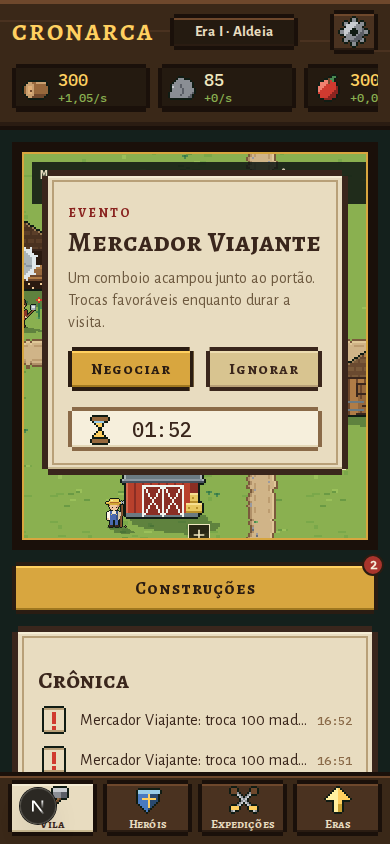 CRONARCA
Era I · Aldeia
300
+1,05/s
85
+0/s
300
+0,0
EVENTO
Mercador Viajante
Um comboio acampou junto ao portão.
Trocas favoráveis enquanto durar a
visita.
Negociar
Ignorar
01:52
Construções
2
Crônica
Mercador Viajante: troca 100 mad…
16:52
Mercador Viajante: troca 100 mad…
16:51
N
Vila
Heróis
Expedições
Eras